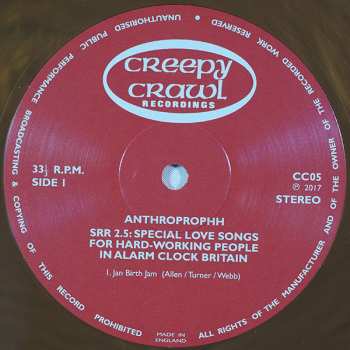 UNAUTHORISED PUBLIC PERFORMANCE BROADCASTING & COPYING OF THIS RECORD PROHIBITED
ALL RIGHTS OF THE MANUFACTURER AND OF THE OWNER OF THE RECORDED WORK RESERVED
creepy
crawl
RECORDINGS
33⅓ R.P.M.
SIDE 1
CC05
℗ 2017
STEREO
ANTHROPROPHH
SRR 2.5: SPECIAL LOVE SONGS
FOR HARD-WORKING PEOPLE
IN ALARM CLOCK BRITAIN
1. Jan Birth Jam (Allen / Turner / Webb)
MADE IN
ENGLAND